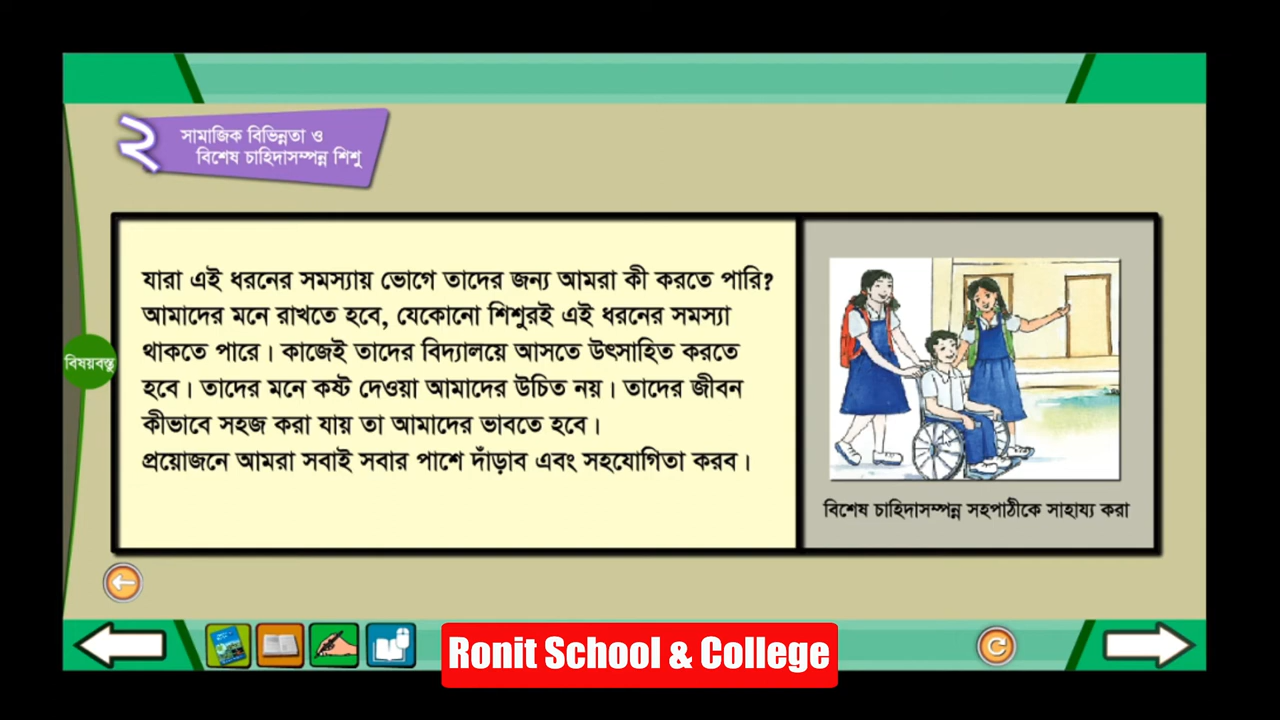 ২
সামাজিক বিভিন্নতা ও
বিশেষ চাহিদাসম্পন্ন শিশু
যারা এই ধরনের সমস্যায় ভোগে তাদের জন্য আমরা কী করতে পারি?
আমাদের মনে রাখতে হবে, যেকোনো শিশুরই এই ধরনের সমস্যা
থাকতে পারে। কাজেই তাদের বিদ্যালয়ে আসতে উৎসাহিত করতে
হবে। তাদের মনে কষ্ট দেওয়া আমাদের উচিত নয়। তাদের জীবন
কীভাবে সহজ করা যায় তা আমাদের ভাবতে হবে।
প্রয়োজনে আমরা সবাই সবার পাশে দাঁড়াব এবং সহযোগিতা করব।
বিষয়বস্তু
বিশেষ চাহিদাসম্পন্ন সহপাঠীকে সাহায্য করা
Ronit School & College